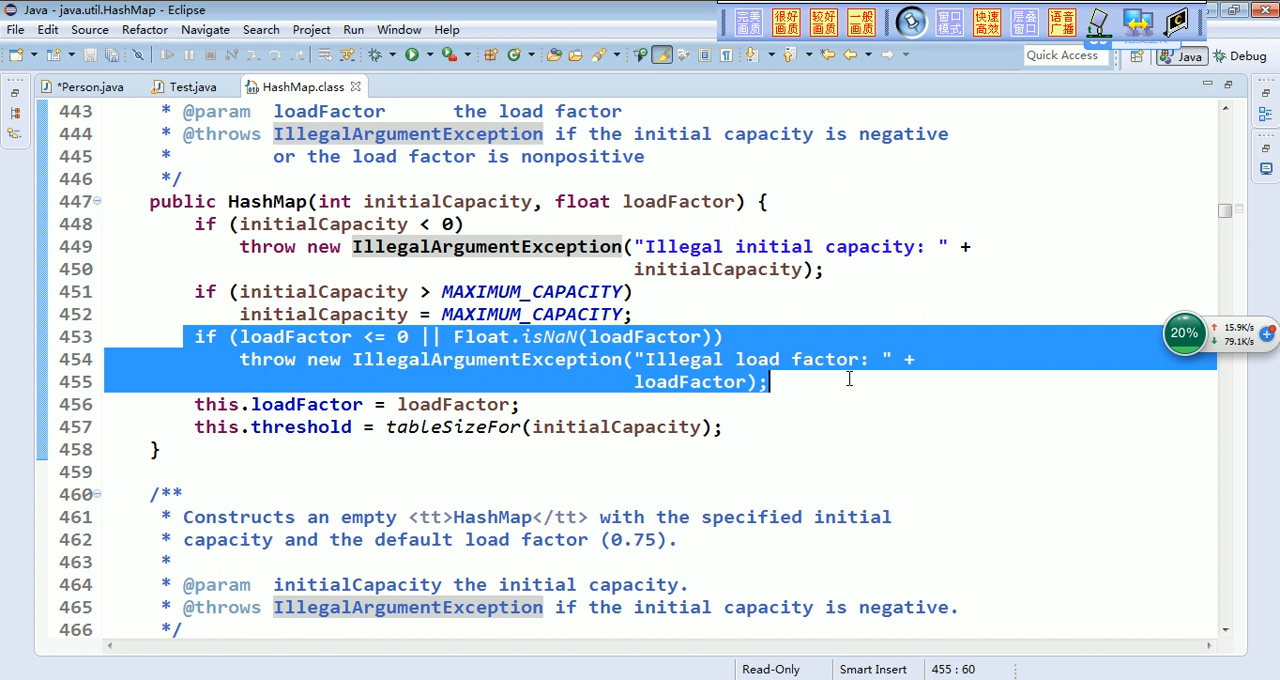 Java - java.util.HashMap - Eclipse
完美画质 很好画质 较好画质 一般画质 窗口模式 快速高效 层叠窗口 语音广播
File Edit Source Refactor Navigate Search Project Run Window Help
Quick Access Java Debug
*Person.java Test.java HashMap.class
443 * @param loadFactor the load factor
444 * @throws IllegalArgumentException if the initial capacity is negative
445 * or the load factor is nonpositive
446 */
447 public HashMap(int initialCapacity, float loadFactor) {
448 if (initialCapacity < 0)
449 throw new IllegalArgumentException("Illegal initial capacity: " +
450 initialCapacity);
451 if (initialCapacity > MAXIMUM_CAPACITY)
452 initialCapacity = MAXIMUM_CAPACITY;
453 if (loadFactor <= 0 || Float.isNaN(loadFactor))
454 throw new IllegalArgumentException("Illegal load factor: " +
455 loadFactor);
456 this.loadFactor = loadFactor;
457 this.threshold = tableSizeFor(initialCapacity);
458 }
459
460 /**
461 * Constructs an empty <tt>HashMap</tt> with the specified initial
462 * capacity and the default load factor (0.75).
463 *
464 * @param initialCapacity the initial capacity.
465 * @throws IllegalArgumentException if the initial capacity is negative.
466 */
20% 15.9K/s
79.1K/s
Read-Only Smart Insert 455 : 60